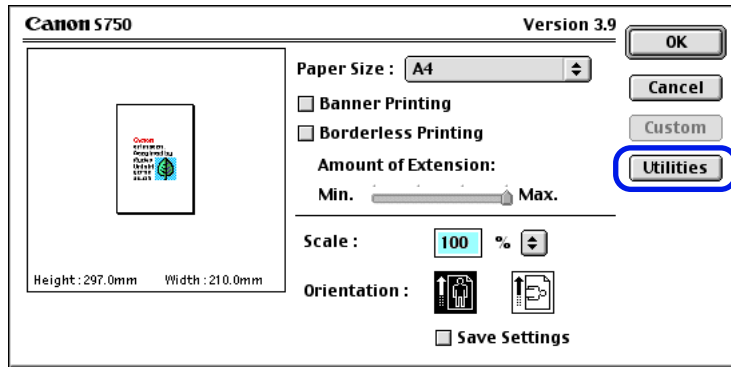 Canon S750
Version 3.9
OK
Paper Size : A4
Cancel
Banner Printing
Custom
Borderless Printing
Utilities
Amount of Extension:
Min. Max.
Scale : 100 %
Height:297.0mm Width:210.0mm
Orientation :
Save Settings